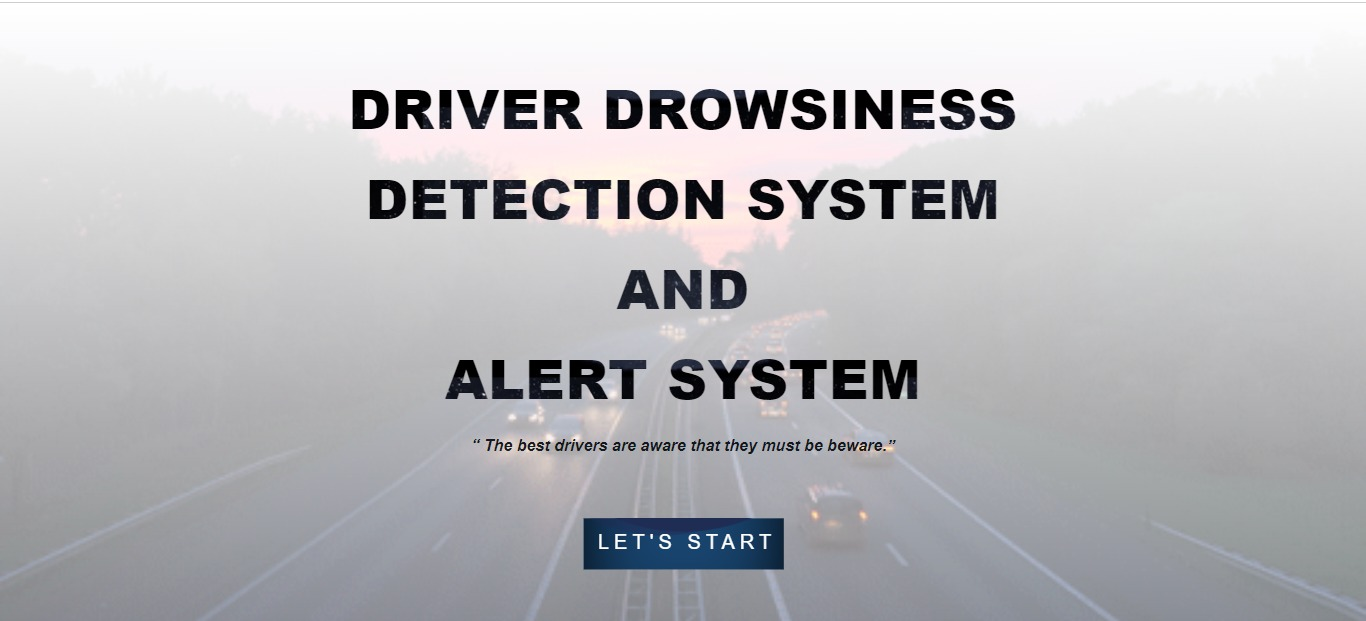 DRIVER DROWSINESS
DETECTION SYSTEM
AND
ALERT SYSTEM
“ The best drivers are aware that they must be beware.”
LET'S START